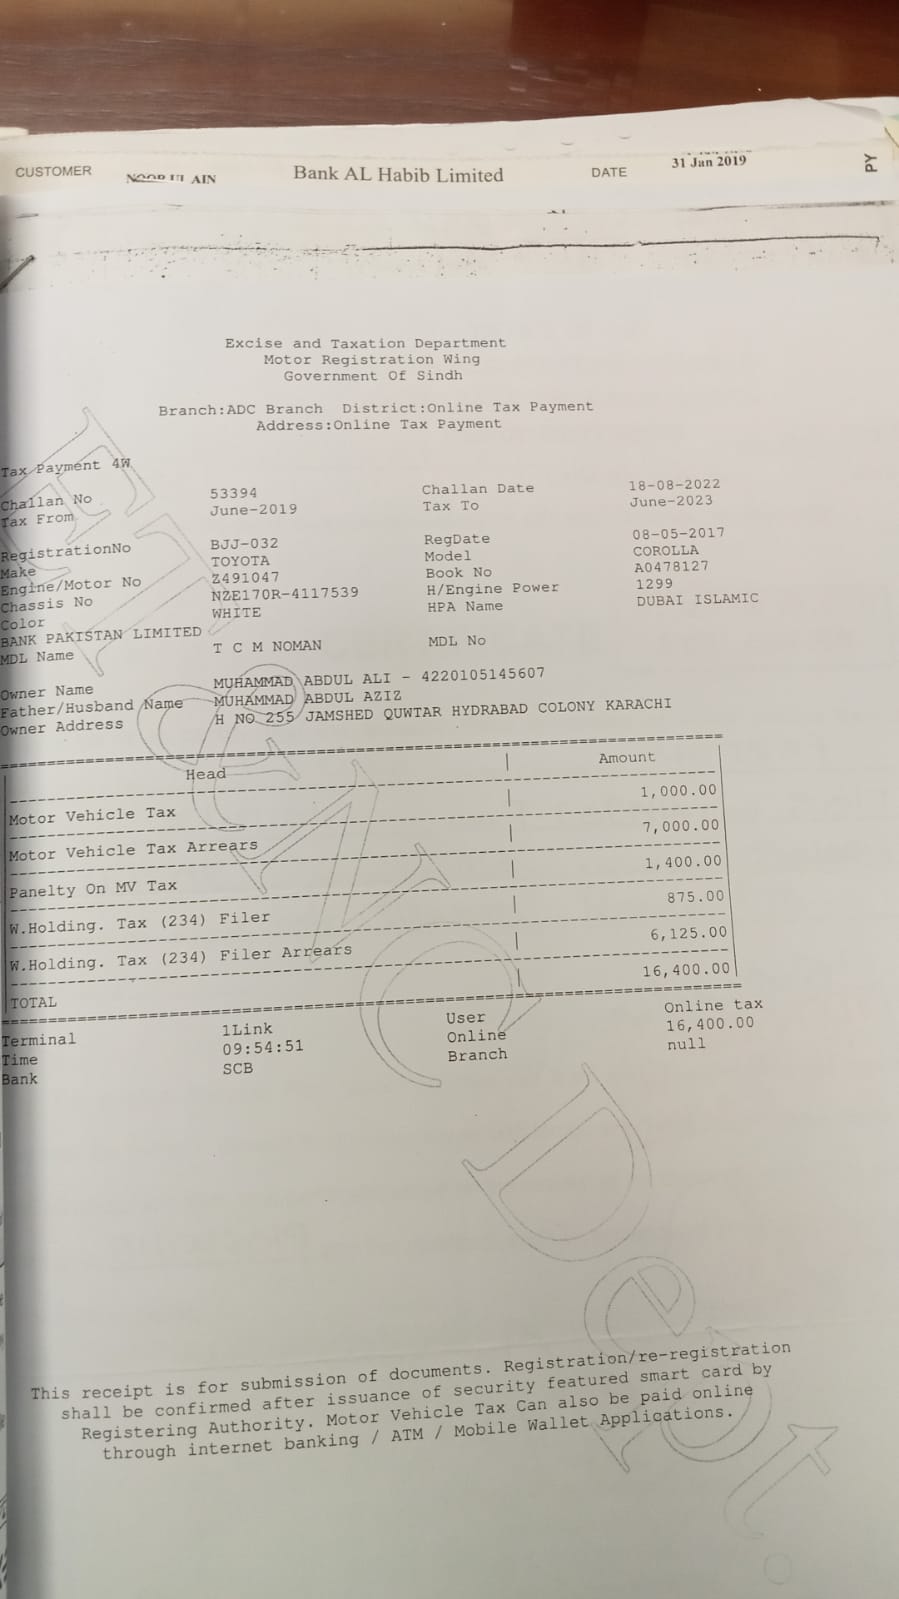 CUSTOMER AIN Bank AL Habib Limited DATE 31 Jan 2019 PY
Excise and Taxation Department
Motor Registration Wing
Government Of Sindh
Branch:ADC Branch District:Online Tax Payment
Address:Online Tax Payment
Tax Payment 4W
Challan No 53394 Challan Date 18-08-2022
Tax From June-2019 Tax To June-2023
RegistrationNo BJJ-032 RegDate 08-05-2017
Make TOYOTA Model COROLLA
Engine/Motor No Z491047 Book No A0478127
Chassis No NZE170R-4117539 H/Engine Power 1299
Color WHITE HPA Name DUBAI ISLAMIC
BANK PAKISTAN LIMITED
MDL Name T C M NOMAN MDL No
Owner Name MUHAMMAD ABDUL ALI - 4220105145607
Father/Husband Name MUHAMMAD ABDUL AZIZ
Owner Address H NO 255 JAMSHED QUWTAR HYDRABAD COLONY KARACHI
Head | Amount
Motor Vehicle Tax | 1,000.00
Motor Vehicle Tax Arrears | 7,000.00
Panelty On MV Tax | 1,400.00
W.Holding. Tax (234) Filer | 875.00
W.Holding. Tax (234) Filer Arrears | 6,125.00
TOTAL | 16,400.00
Terminal 1Link User Online tax
Time 09:54:51 Online 16,400.00
Bank SCB Branch null
This receipt is for submission of documents. Registration/re-registration
shall be confirmed after issuance of security featured smart card by
Registering Authority. Motor Vehicle Tax Can also be paid online
through internet banking / ATM / Mobile Wallet Applications.